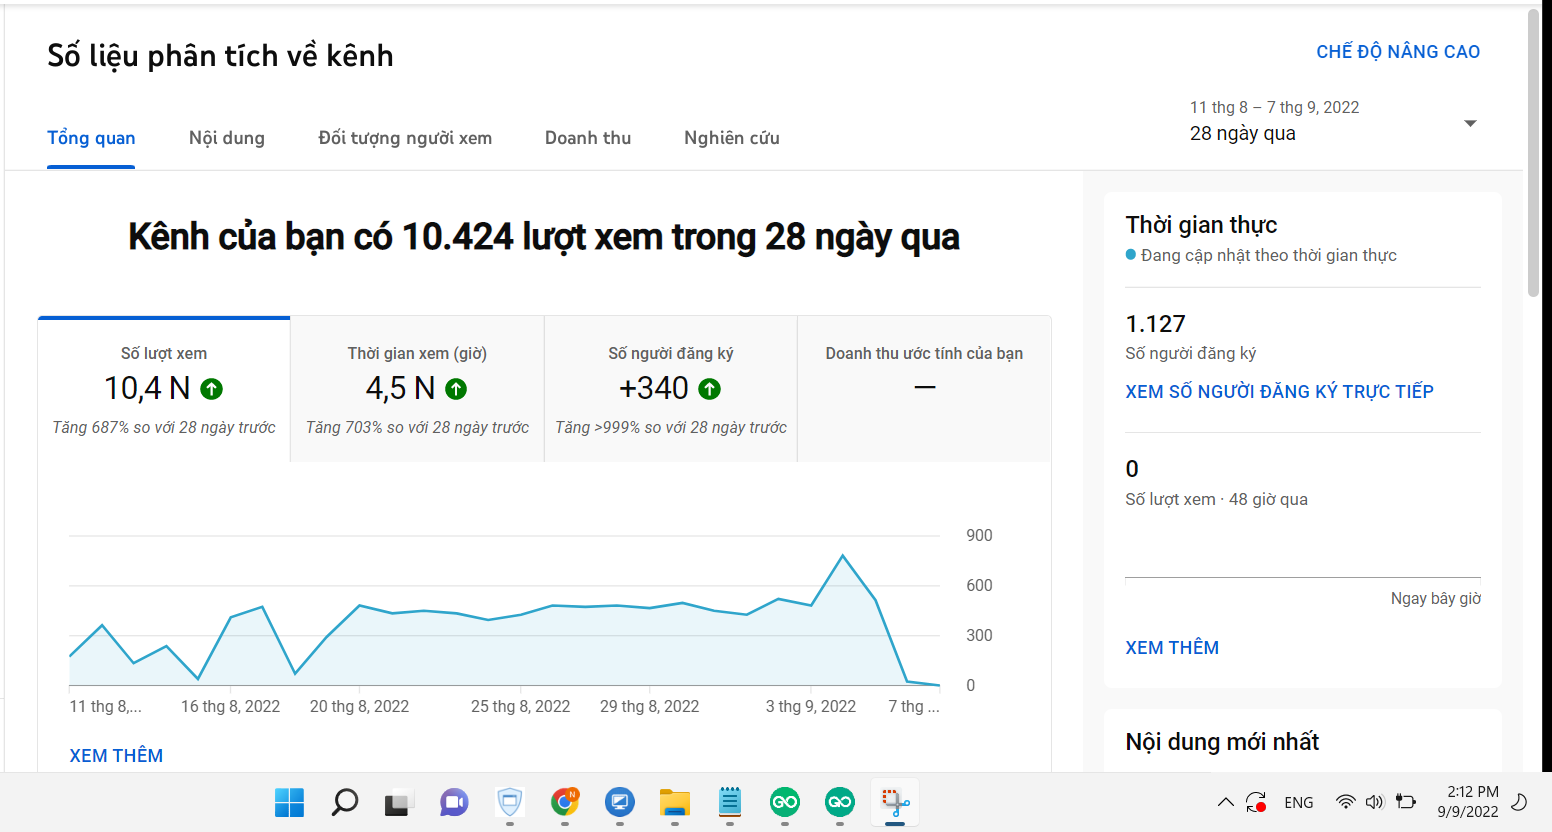 Số liệu phân tích về kênh
CHẾ ĐỘ NÂNG CAO
11 thg 8 – 7 thg 9, 2022
28 ngày qua
Tổng quan
Nội dung
Đối tượng người xem
Doanh thu
Nghiên cứu
Kênh của bạn có 10.424 lượt xem trong 28 ngày qua
Số lượt xem
10,4 N
Tăng 687% so với 28 ngày trước
Thời gian xem (giờ)
4,5 N
Tăng 703% so với 28 ngày trước
Số người đăng ký
+340
Tăng >999% so với 28 ngày trước
Doanh thu ước tính của bạn
—
900
600
300
0
11 thg 8,...
16 thg 8, 2022
20 thg 8, 2022
25 thg 8, 2022
29 thg 8, 2022
3 thg 9, 2022
7 thg ...
XEM THÊM
Thời gian thực
Đang cập nhật theo thời gian thực
1.127
Số người đăng ký
XEM SỐ NGƯỜI ĐĂNG KÝ TRỰC TIẾP
0
Số lượt xem · 48 giờ qua
Ngay bây giờ
XEM THÊM
Nội dung mới nhất
N
GO
GO
ENG
2:12 PM
9/9/2022